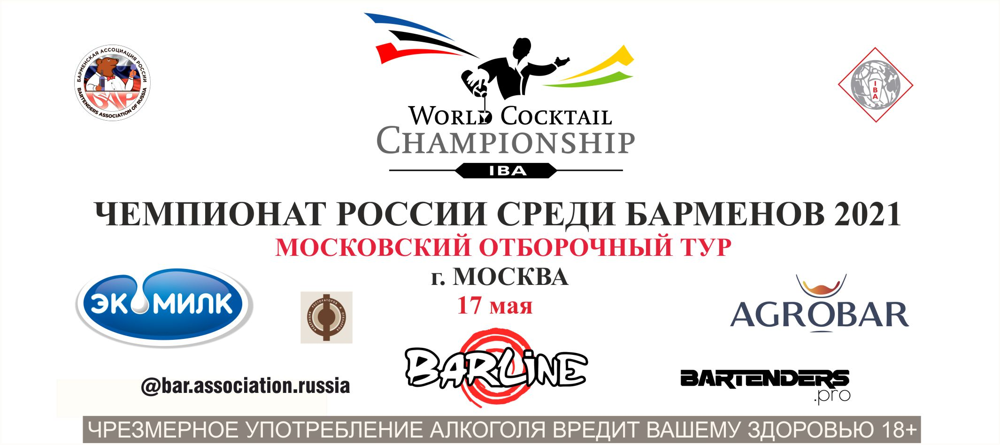 БАРМЕНСКАЯ АССОЦИАЦИЯ РОССИИ
БАР
BARTENDERS ASSOCIATION OF RUSSIA
WORLD COCKTAIL
CHAMPIONSHIP
IBA
IBA
ЧЕМПИОНАТ РОССИИ СРЕДИ БАРМЕНОВ 2021
МОСКОВСКИЙ ОТБОРОЧНЫЙ ТУР
г. МОСКВА
17 мая
ЭКОМИЛК
ФЕДЕРАЦИЯ РЕСТОРАТОРОВ И ОТЕЛЬЕРОВ
AGROBAR
BARLINE
@bar.association.russia
BARTENDERS
.pro
ЧРЕЗМЕРНОЕ УПОТРЕБЛЕНИЕ АЛКОГОЛЯ ВРЕДИТ ВАШЕМУ ЗДОРОВЬЮ 18+